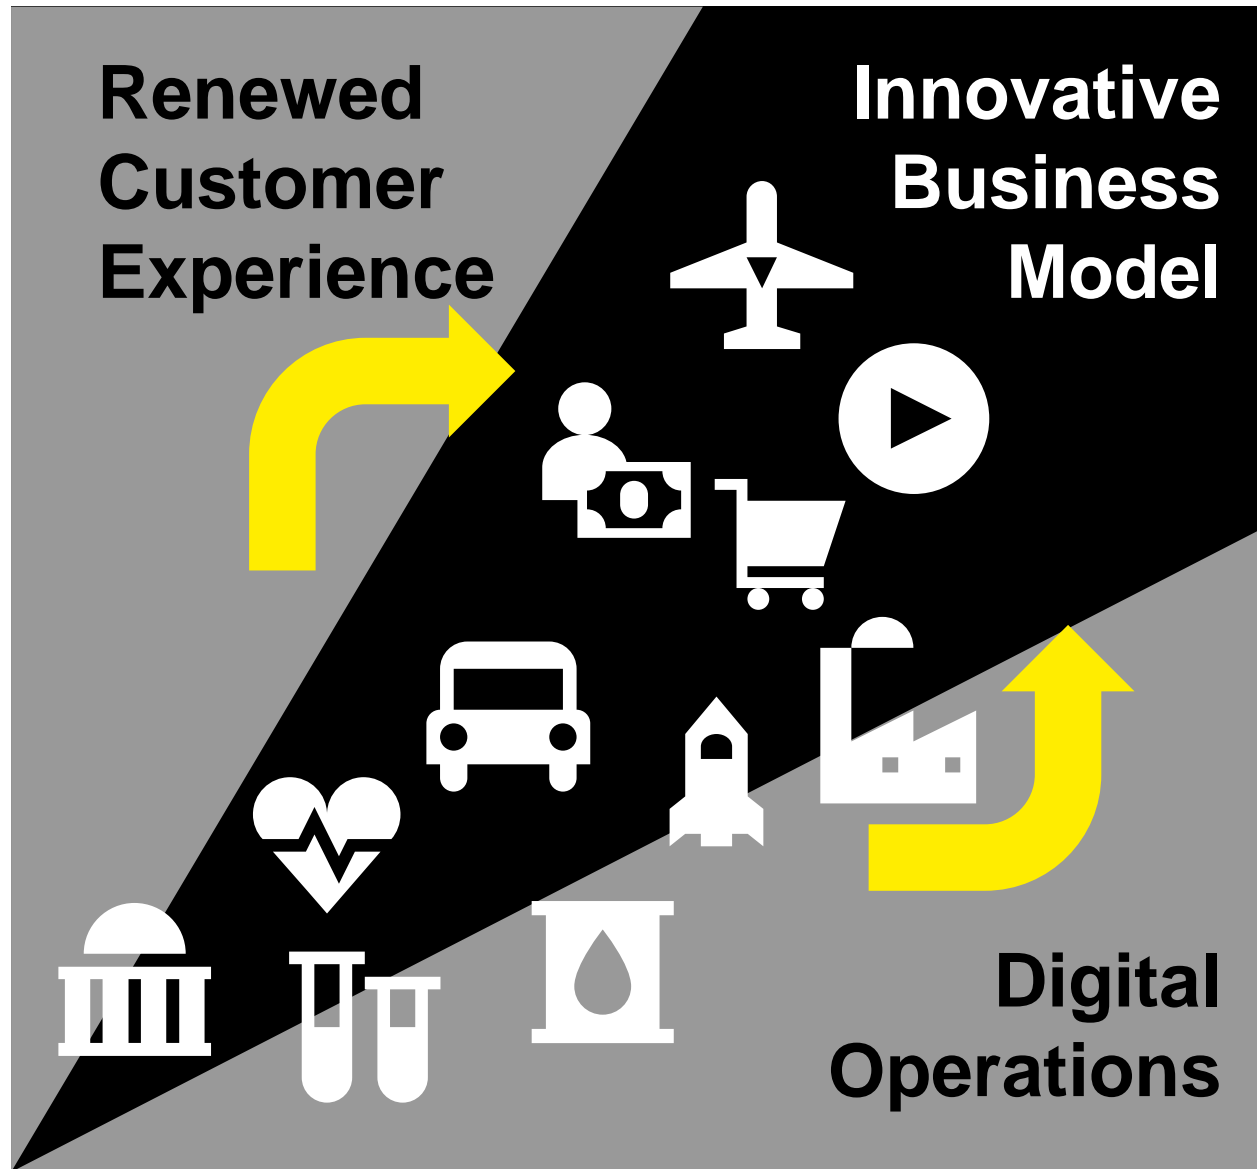 Renewed
Customer
Experience
Innovative
Business
Model
Digital
Operations